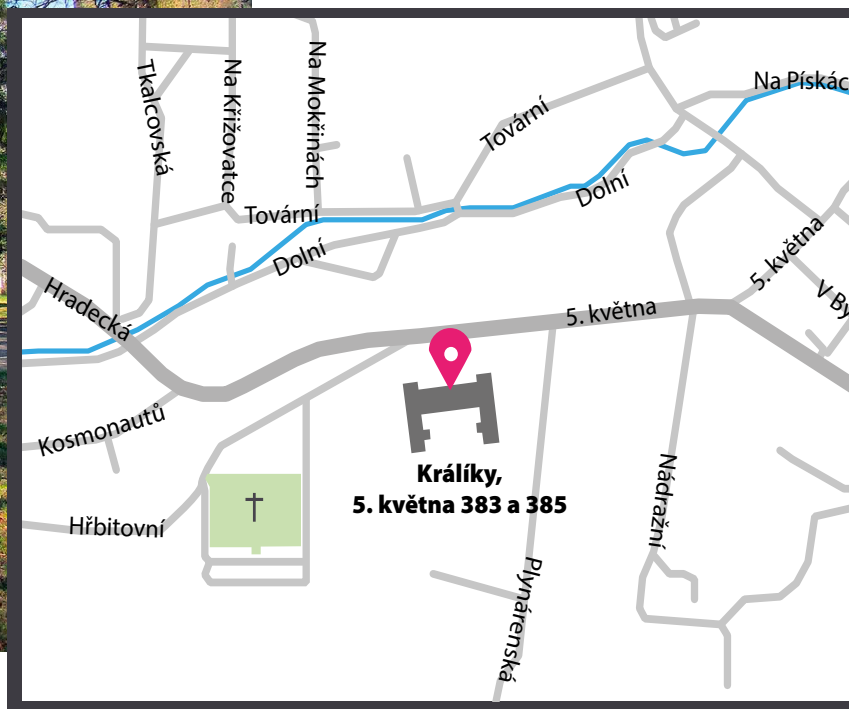 Na Pískác
Tkalcovská
Na Křižovatce
Na Mokřinách
Tovární
Tovární
Dolní
Dolní
5. května
V By
Hradecká
5. května
Kosmonautů
Králíky,
5. května 383 a 385
Nádražní
Hřbitovní
Plynárenská